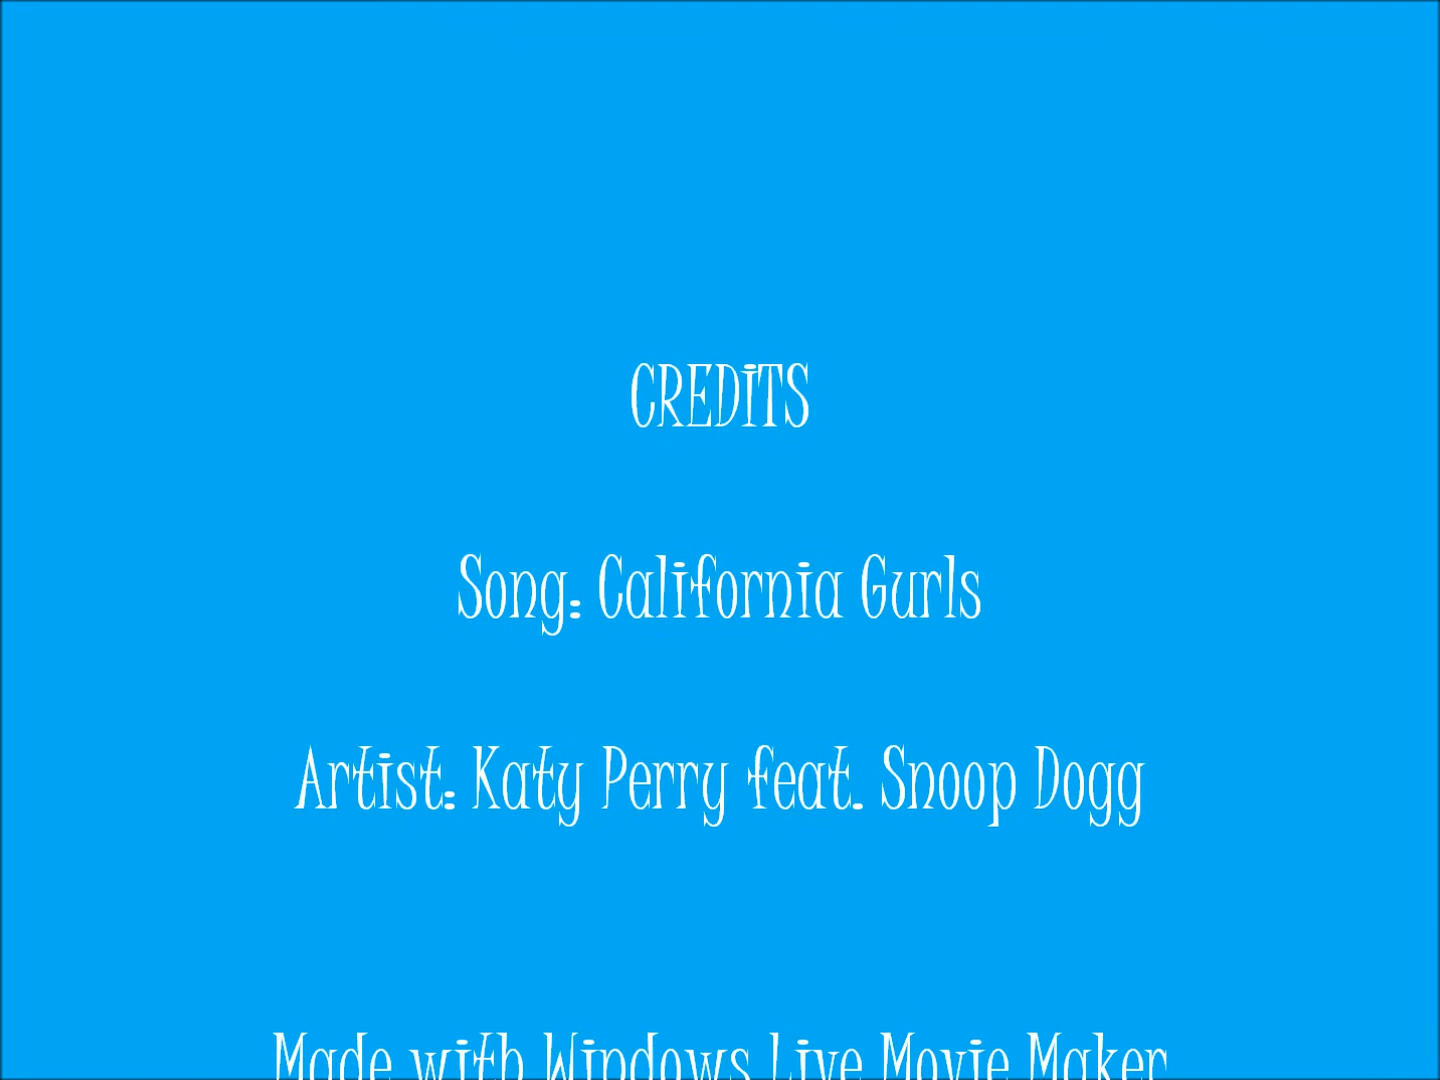 CREDiTS
Song: California Gurls
Artist: Katy Perry feat. Snoop Dogg
Made with Windows Live Movie Maker